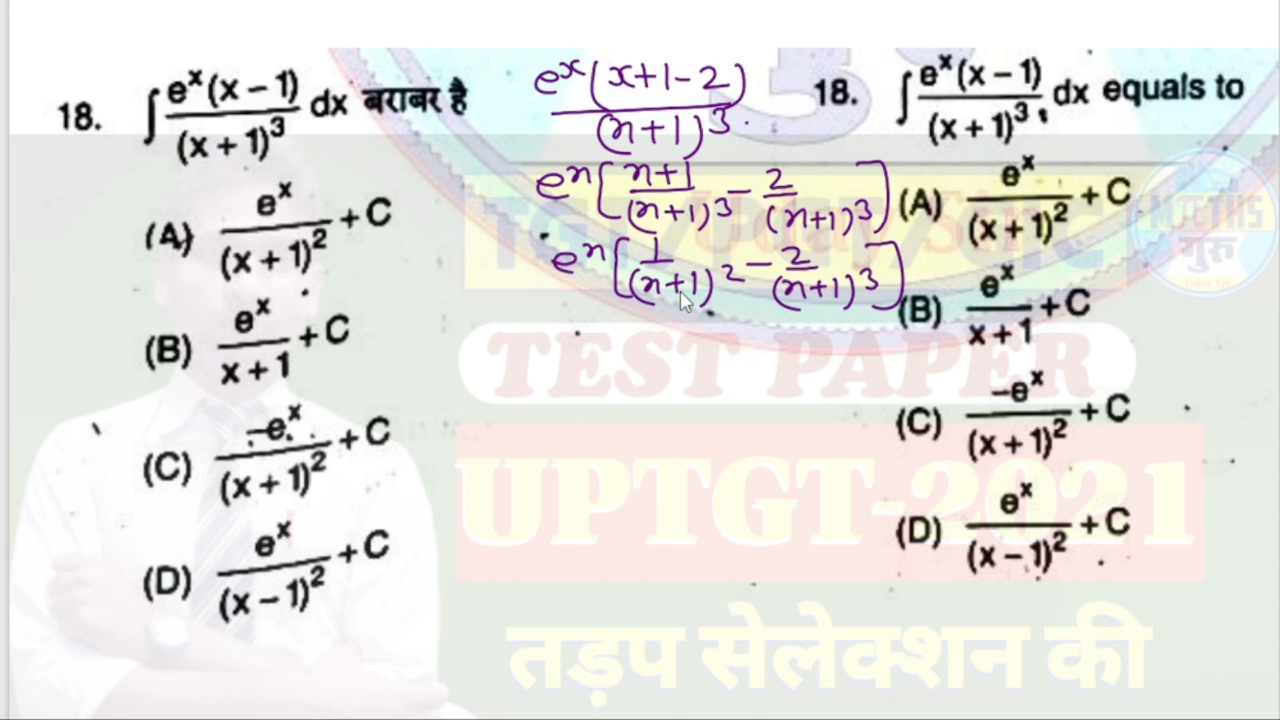 18. ∫ eˣ(x – 1) / (x + 1)³ dx बराबर है
(A) eˣ / (x + 1)² + C
(B) eˣ / x + 1 + C
(C) –eˣ / (x + 1)² + C
(D) eˣ / (x – 1)² + C
eˣ(x+1-2) / (n+1)³
eⁿ[n+1 / (n+1)³ - 2 / (n+1)³]
eⁿ[1 / (n+1)² - 2 / (n+1)³]
18. ∫ eˣ(x – 1) / (x + 1)³ dx equals to
(A) eˣ / (x + 1)² + C
(B) eˣ / x + 1 + C
(C) –eˣ / (x + 1)² + C
(D) eˣ / (x – 1)² + C
TEST PAPER
UPTGT-2021
तड़प सेलेक्शन की
गुरु